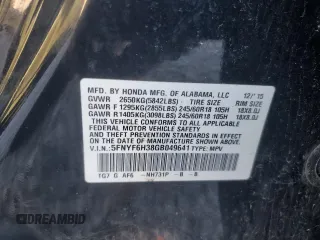 MFD. BY HONDA MFG. OF ALABAMA, LLC 12/15
GVWR 2650KG(5842LBS) TIRE SIZE RIM SIZE
GAWR F 1295KG(2855LBS) 245/60R18 105H 18X8.0J
GAWR R 1405KG(3098LBS) 245/60R18 105H 18X8.0J
THIS VEHICLE CONFORMS TO ALL APPLICABLE
FEDERAL MOTOR VEHICLE SAFETY AND
THEFT PREVENTION STANDARDS IN EFFECT ON
THE DATE OF MANUFACTURE SHOWN ABOVE.
V.I.N.: 5FNYF6H38GB049641 TYPE: MPV
TG7 G AF6 NH731P B B